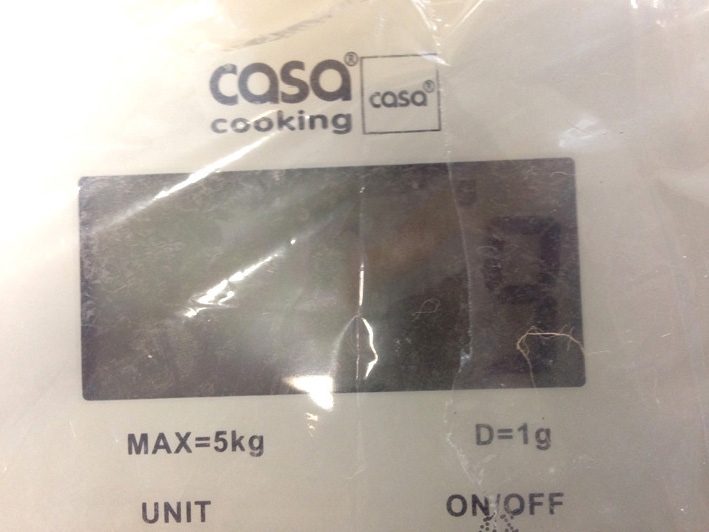 casa®
cooking
casa®
MAX=5kg
D=1g
UNIT
ON/OFF